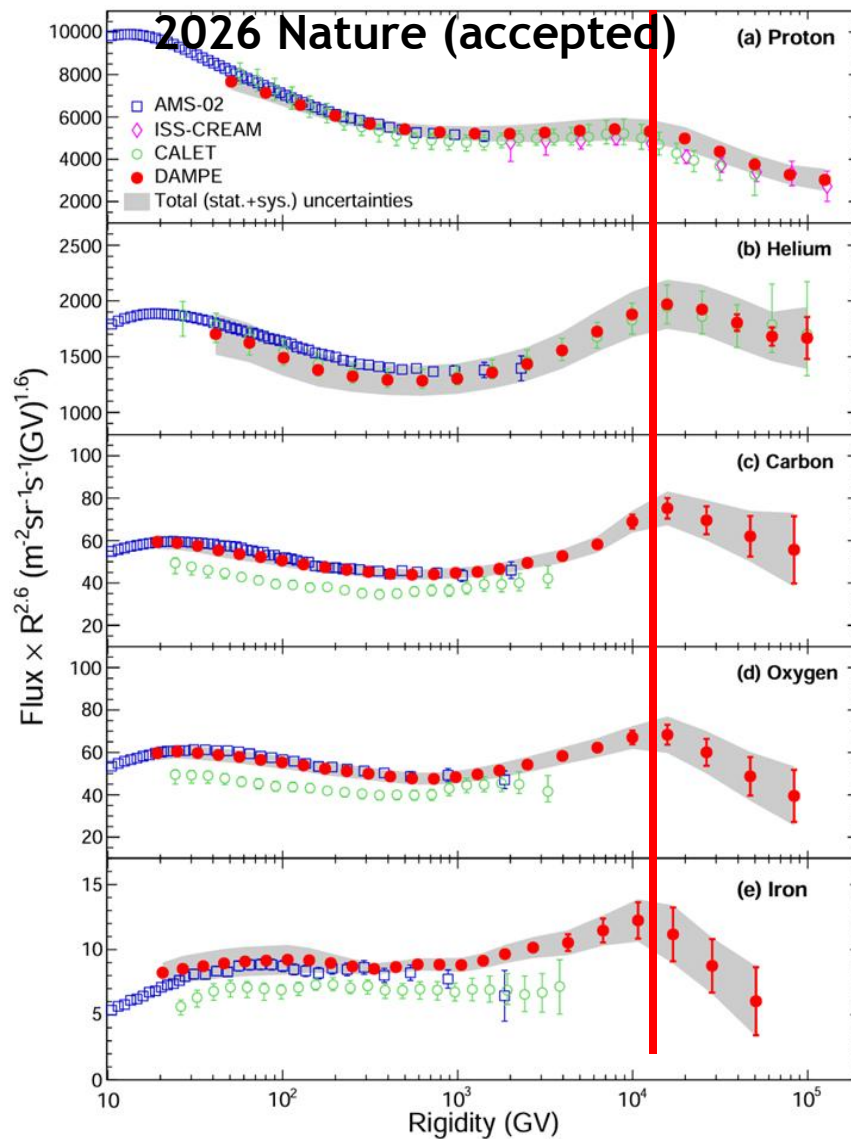 2026 Nature (accepted)
Flux × R^2.6 (m^-2sr^-1s^-1(GV)^1.6)
(a) Proton
10000
8000
6000
4000
2000
AMS-02
ISS-CREAM
CALET
DAMPE
Total (stat.+sys.) uncertainties
(b) Helium
2500
2000
1500
1000
(c) Carbon
100
80
60
40
20
(d) Oxygen
100
80
60
40
20
(e) Iron
15
10
5
0
10 10^2 10^3 10^4 10^5
Rigidity (GV)